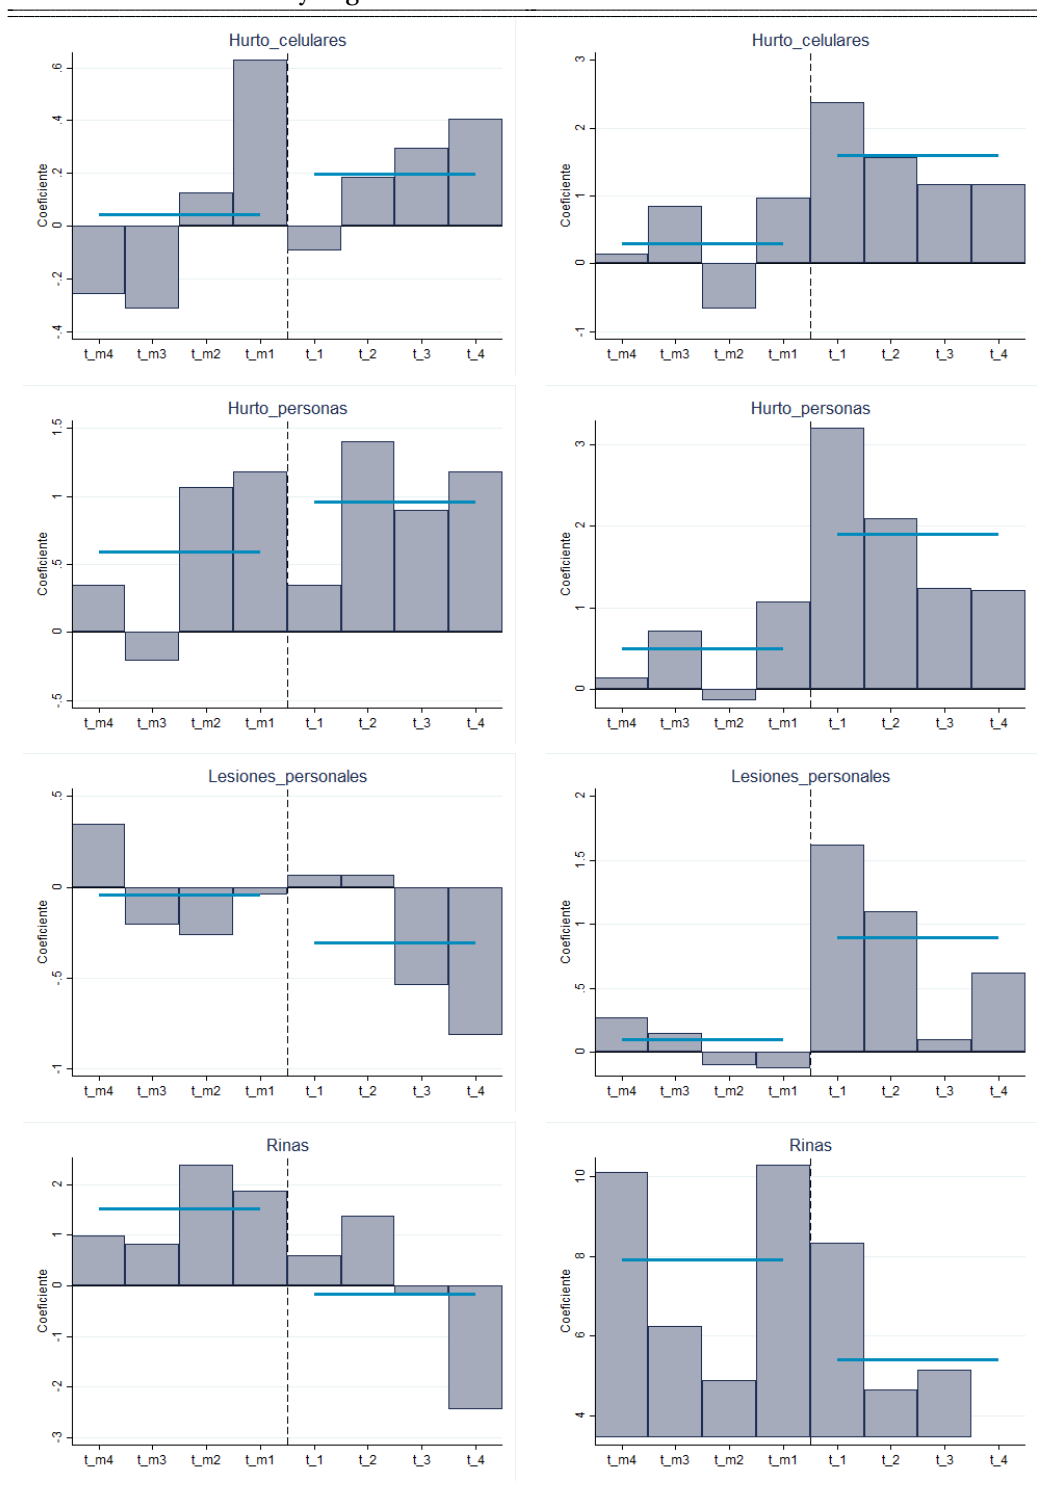 Hurto_celulares
.6
.4
.2
0
-.2
-.4
Coeficiente
t_m4 t_m3 t_m2 t_m1 t_1 t_2 t_3 t_4
Hurto_celulares
3
2
1
0
-1
Coeficiente
t_m4 t_m3 t_m2 t_m1 t_1 t_2 t_3 t_4
Hurto_personas
1.5
1
.5
0
-.5
Coeficiente
t_m4 t_m3 t_m2 t_m1 t_1 t_2 t_3 t_4
Hurto_personas
3
2
1
0
Coeficiente
t_m4 t_m3 t_m2 t_m1 t_1 t_2 t_3 t_4
Lesiones_personales
.5
0
-.5
-1
Coeficiente
t_m4 t_m3 t_m2 t_m1 t_1 t_2 t_3 t_4
Lesiones_personales
2
1.5
1
.5
0
Coeficiente
t_m4 t_m3 t_m2 t_m1 t_1 t_2 t_3 t_4
Rinas
2
1
0
-1
-2
-3
Coeficiente
t_m4 t_m3 t_m2 t_m1 t_1 t_2 t_3 t_4
Rinas
10
8
6
4
Coeficiente
t_m4 t_m3 t_m2 t_m1 t_1 t_2 t_3 t_4